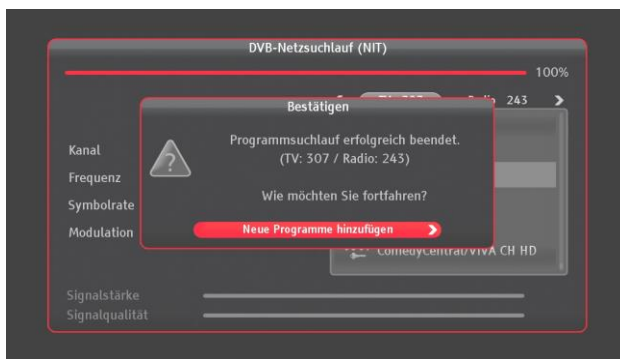 DVB-Netzsuchlauf (NIT)
100%
Radio 243
Bestätigen
Programmsuchlauf erfolgreich beendet.
(TV: 307 / Radio: 243)
Wie möchten Sie fortfahren?
Neue Programme hinzufügen
Kanal
Frequenz
Symbolrate
Modulation
ComedyCentral/VIVA CH HD
Signalstärke
Signalqualität